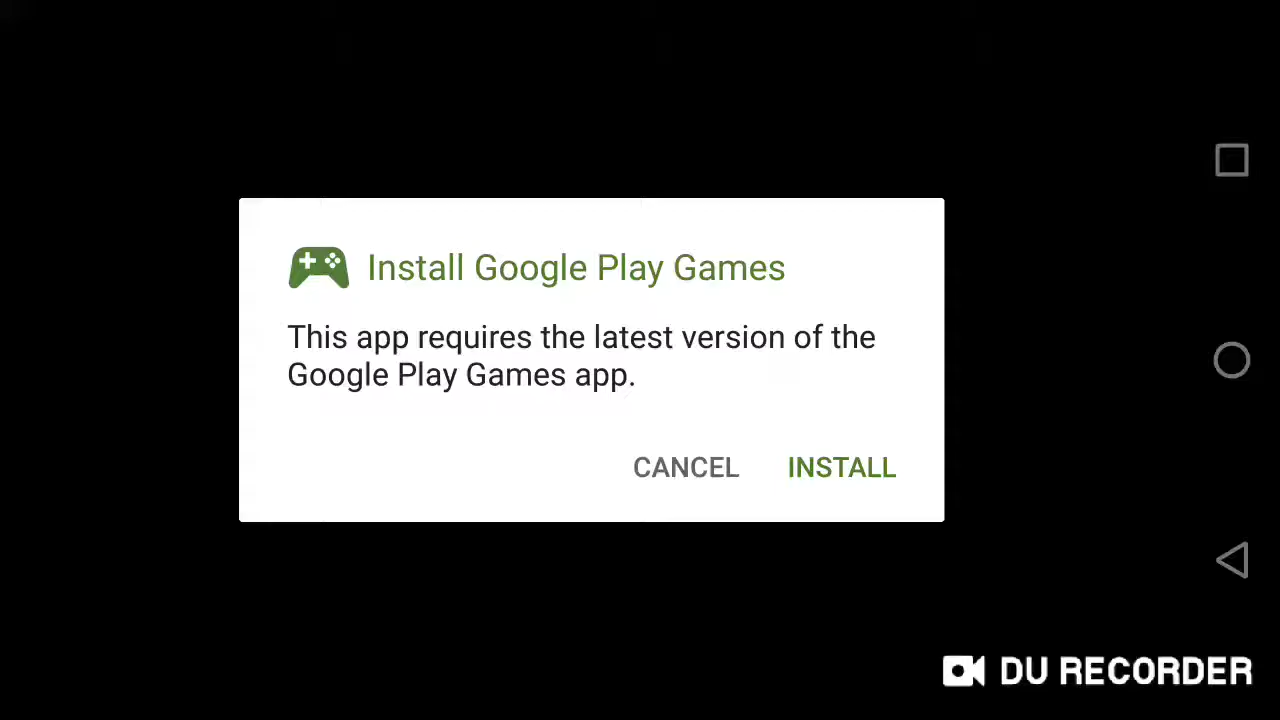 Install Google Play Games
This app requires the latest version of the
Google Play Games app.
CANCEL INSTALL
DU RECORDER